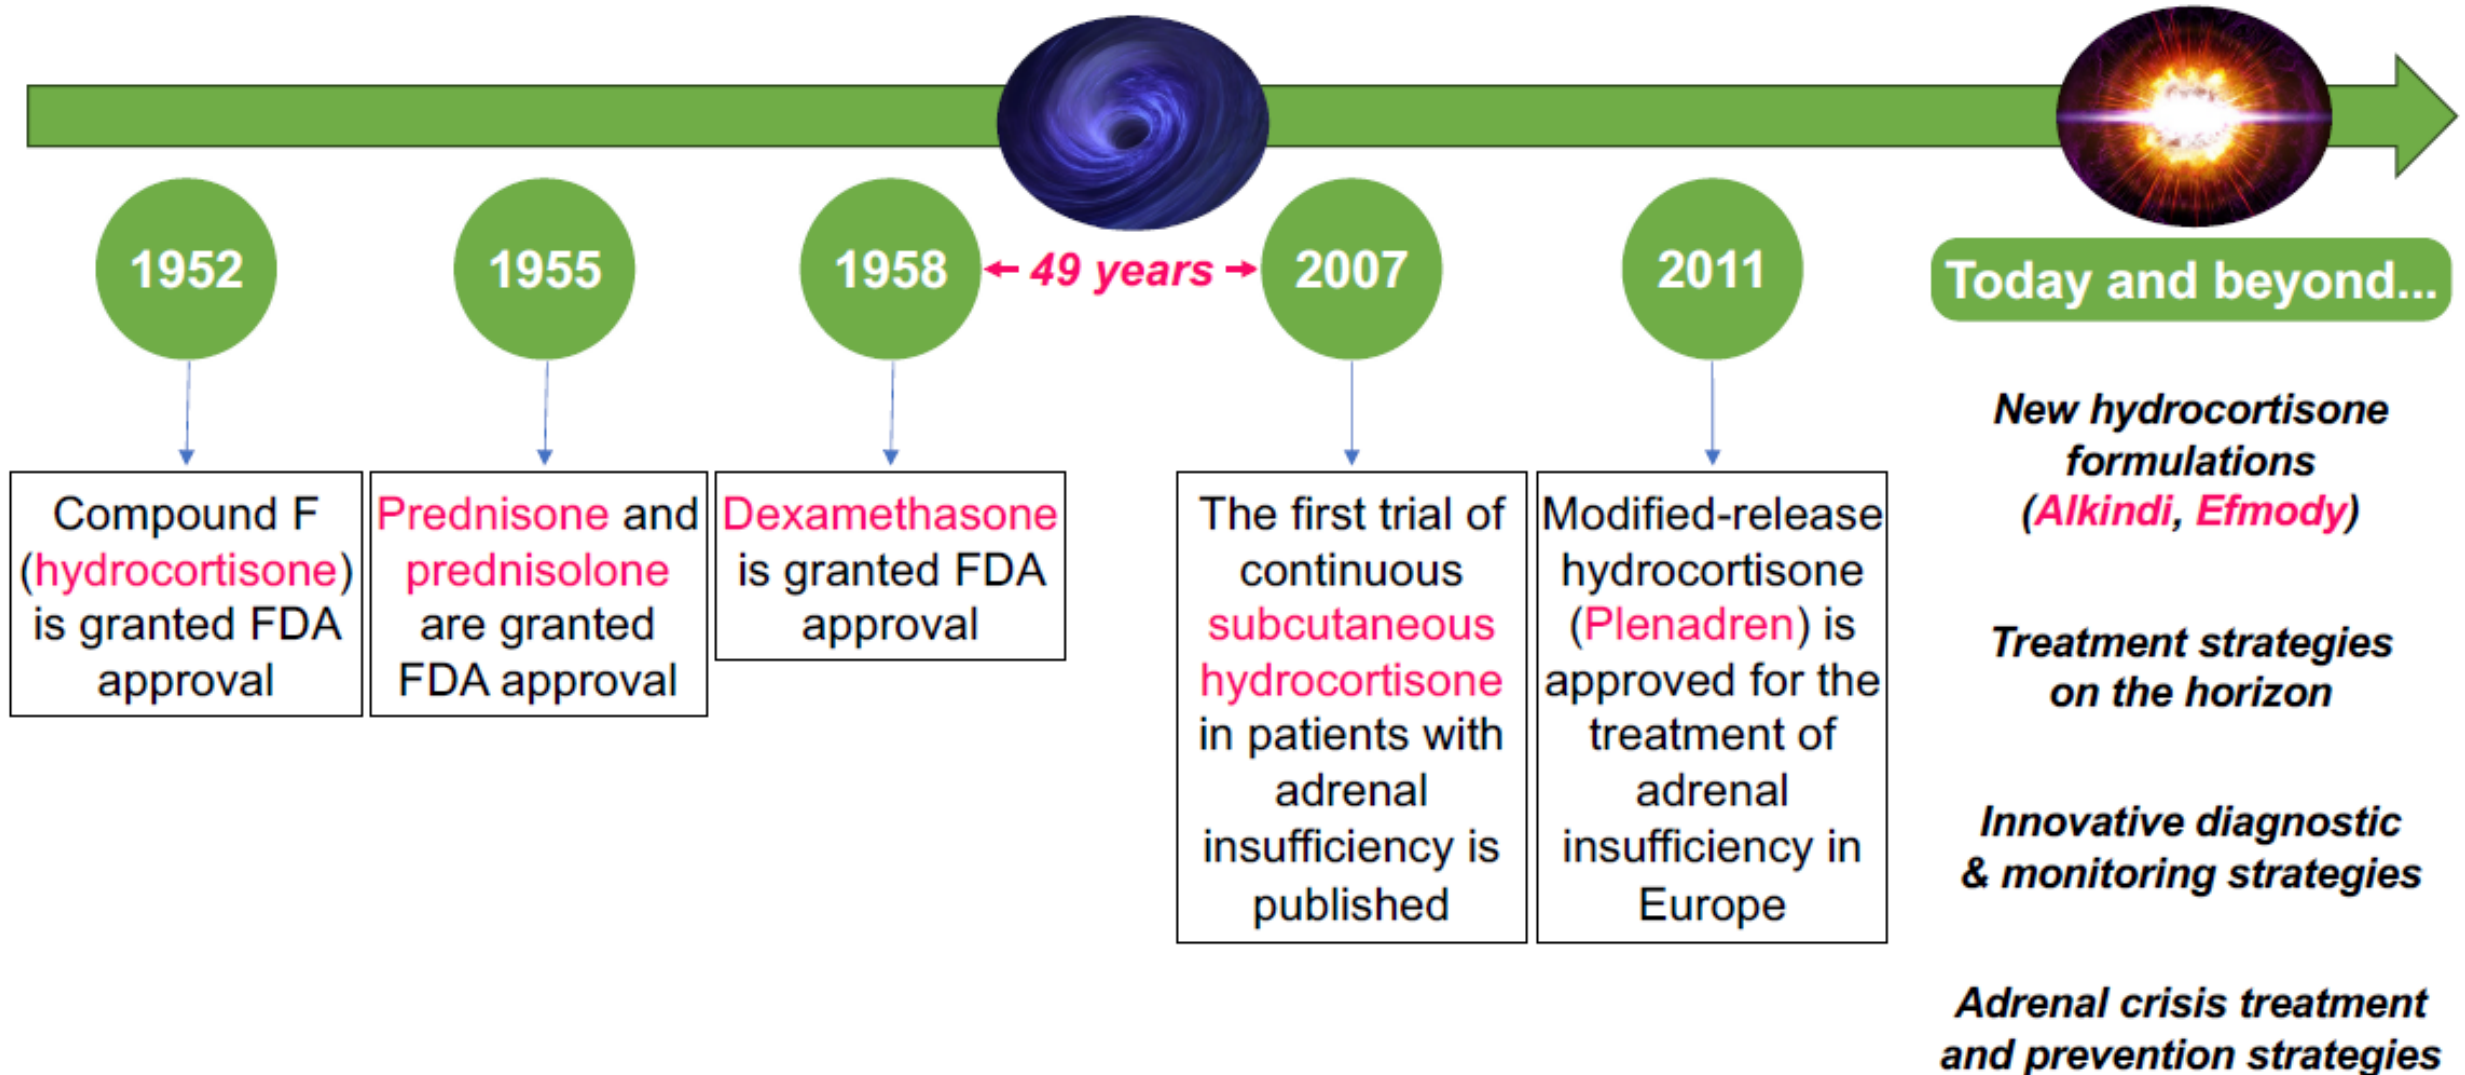 1952
1955
1958
← 49 years →
2007
2011
Today and beyond...
Compound F
(hydrocortisone)
is granted FDA
approval
Prednisone and
prednisolone
are granted
FDA approval
Dexamethasone
is granted FDA
approval
The first trial of
continuous
subcutaneous
hydrocortisone
in patients with
adrenal
insufficiency is
published
Modified-release
hydrocortisone
(Plenadren) is
approved for the
treatment of
adrenal
insufficiency in
Europe
New hydrocortisone
formulations
(Alkindi, Efmody)
Treatment strategies
on the horizon
Innovative diagnostic
& monitoring strategies
Adrenal crisis treatment
and prevention strategies